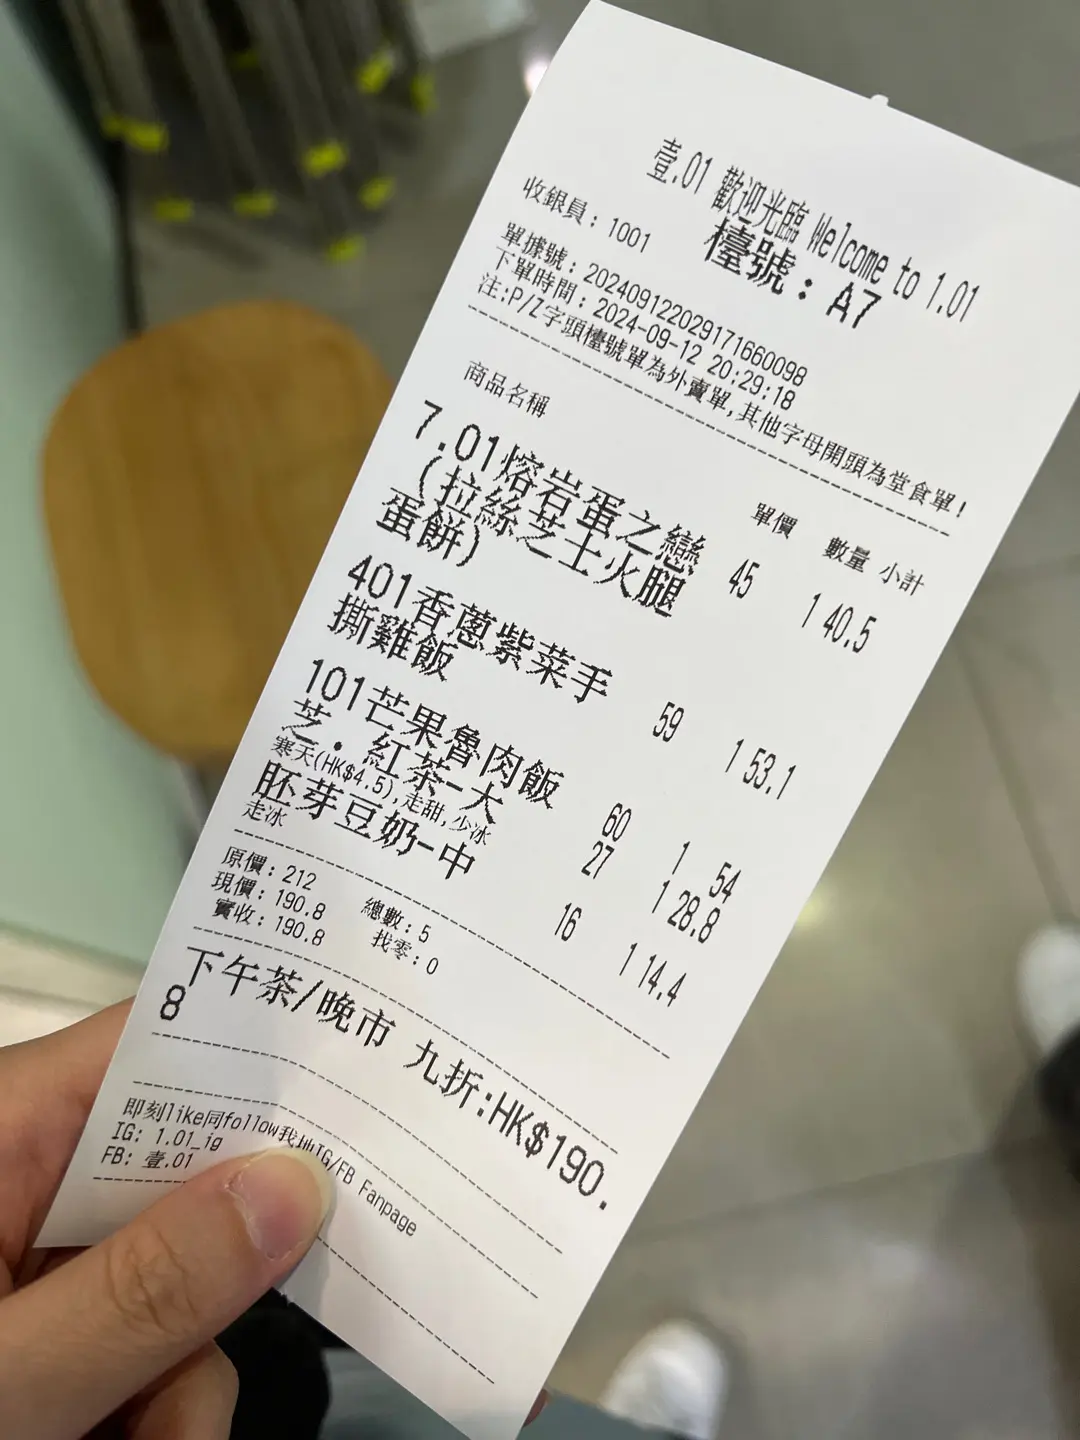 壹.01 歡迎光臨 Welcome to 1.01
檯號: A7
收銀員: 1001
單據號: 2024091220291716600​98
下單時間: 2024-09-12 20:29:18
注:P/Z字頭檯號單為外賣單,其他字母開頭為堂食單!
商品名稱 單價 數量 小計
7.01熔岩蛋之戀 45 1 40.5
(拉絲芝士火腿
蛋餅)
401香蔥紫菜手 59 1 53.1
撕雞飯
101芒果魯肉飯 60 1 54
芝.紅茶-大 27 1 28.8
寒天(HK$4.5),走甜,少冰
胚芽豆奶-中 16 1 14.4
走冰
原價: 212 總數: 5
現價: 190.8 找零: 0
實收: 190.8
下午茶/晚市 九折:HK$190.
8
即刻like同follow我哋IG/FB Fanpage
IG: 1.01_ig
FB: 壹.01